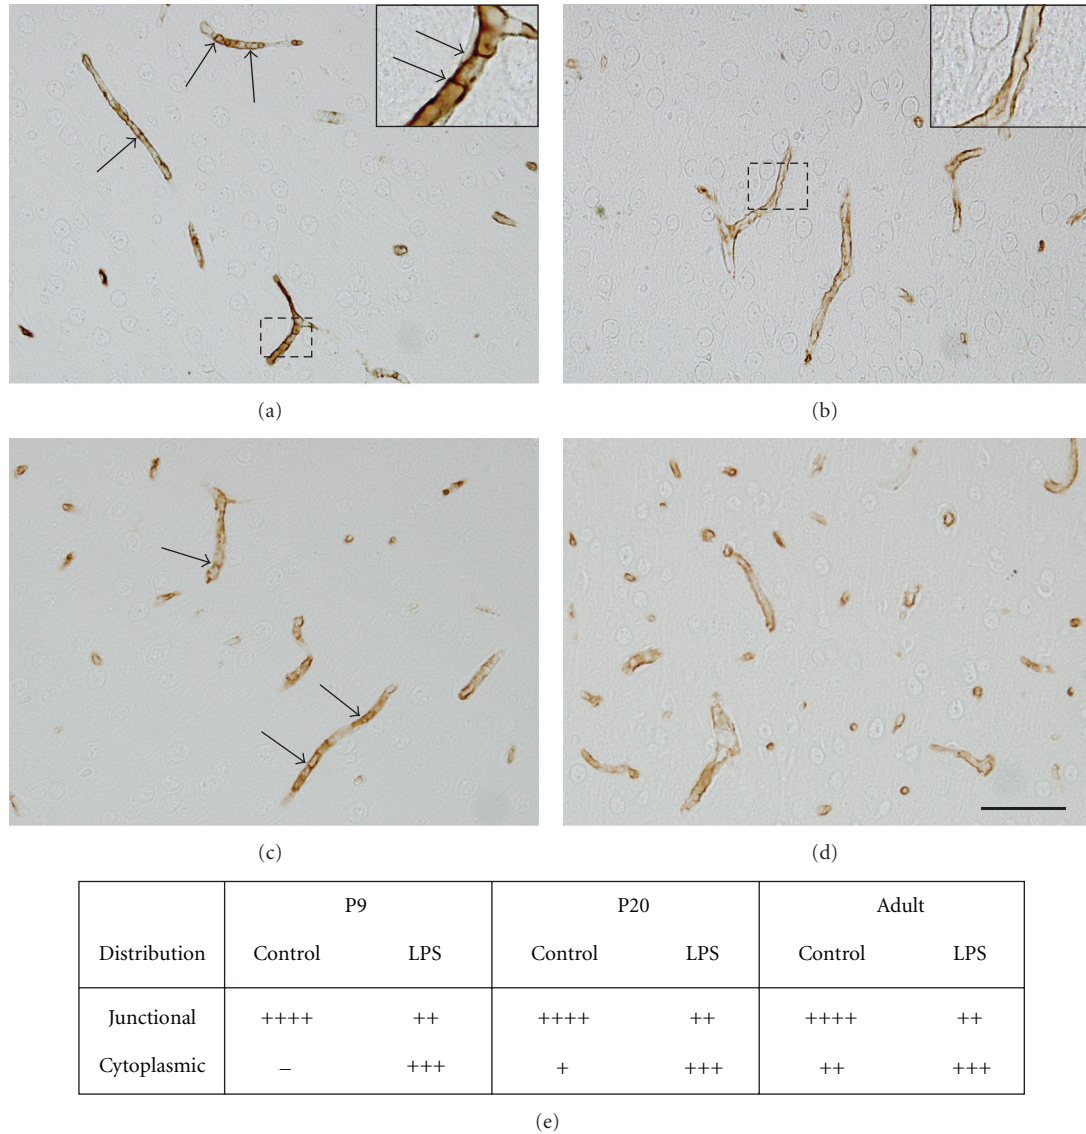 (a)
(b)
(c)
(d)
P9 P20 Adult
Distribution Control LPS Control LPS Control LPS
Junctional ++++ ++ ++++ ++ ++++ ++
Cytoplasmic – +++ + +++ ++ +++
(e)